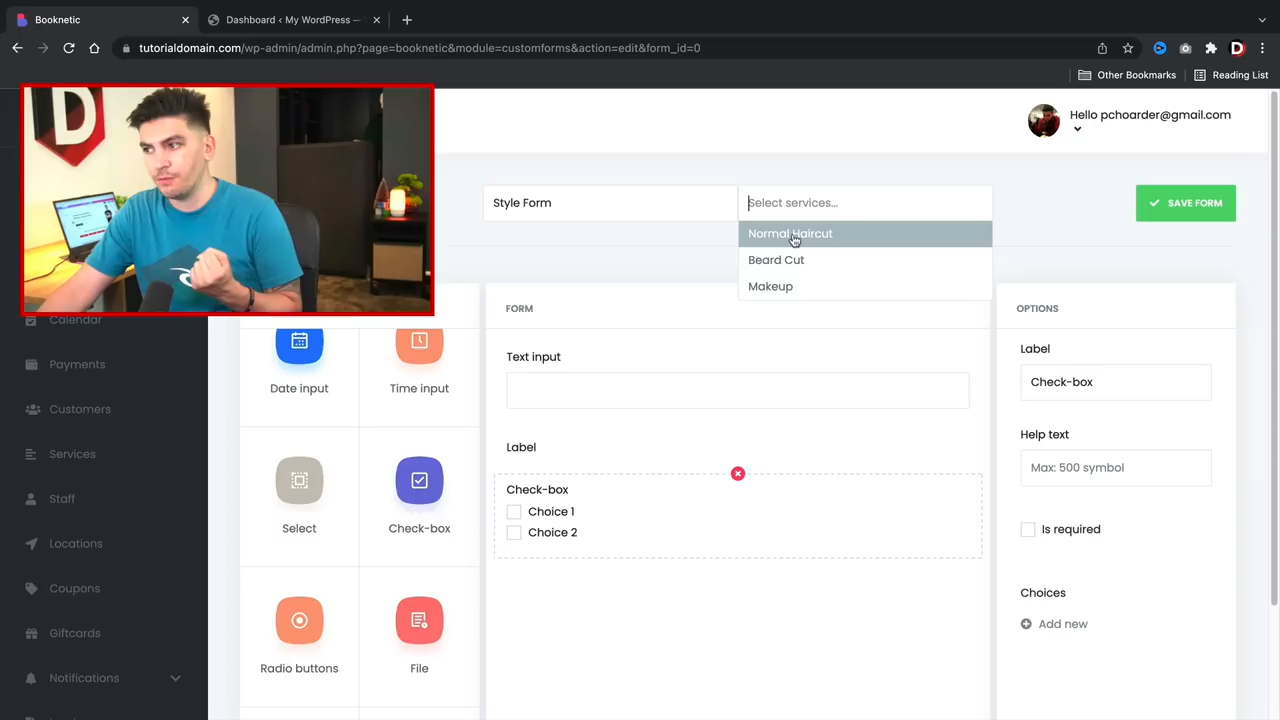 Booknetic
Dashboard ‹ My WordPress —
tutorialdomain.com/wp-admin/admin.php?page=booknetic&module=customforms&action=edit&form_id=0
Other Bookmarks
Reading List
D
Hello pchoarder@gmail.com
Style Form
Select services...
SAVE FORM
Normal Haircut
Beard Cut
Makeup
Calendar
Payments
Customers
Services
Staff
Locations
Coupons
Giftcards
Notifications
Date input
Time input
Select
Check-box
Radio buttons
File
FORM
Text input
Label
Check-box
Choice 1
Choice 2
OPTIONS
Label
Check-box
Help text
Max: 500 symbol
Is required
Choices
Add new